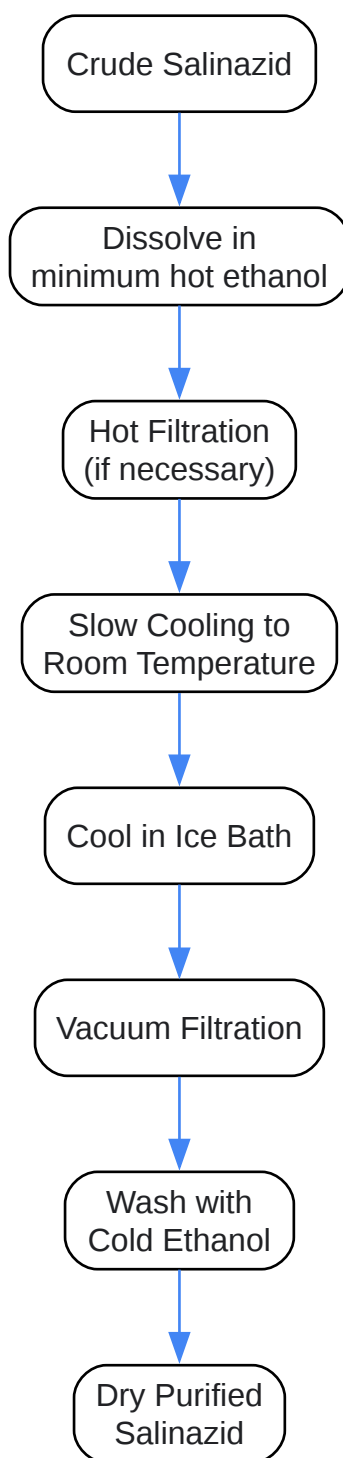 Crude Salinazid
Dissolve in
minimum hot ethanol
Hot Filtration
(if necessary)
Slow Cooling to
Room Temperature
Cool in Ice Bath
Vacuum Filtration
Wash with
Cold Ethanol
Dry Purified
Salinazid